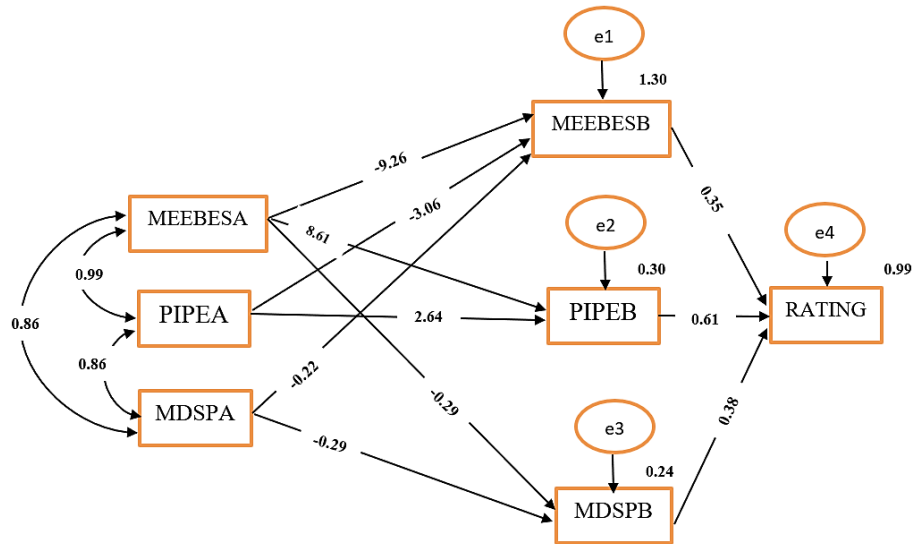 e1
1.30
MEEBESB
-9.26
-3.06
0.35
MEEBESA
8.61
e2
e4
0.99
0.30
0.99
PIPEA
2.64
PIPEB
0.61
RATING
0.86
0.86
-0.22
-0.29
0.38
MDSPA
-0.29
e3
0.24
MDSPB